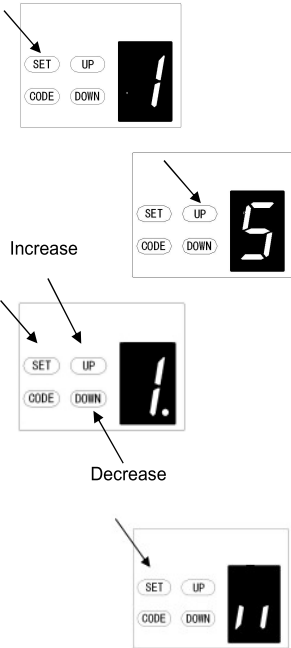 SET UP
CODE DOWN
1
SET UP
CODE DOWN
5
Increase
SET UP
CODE DOWN
1.
Decrease
SET UP
CODE DOWN
11